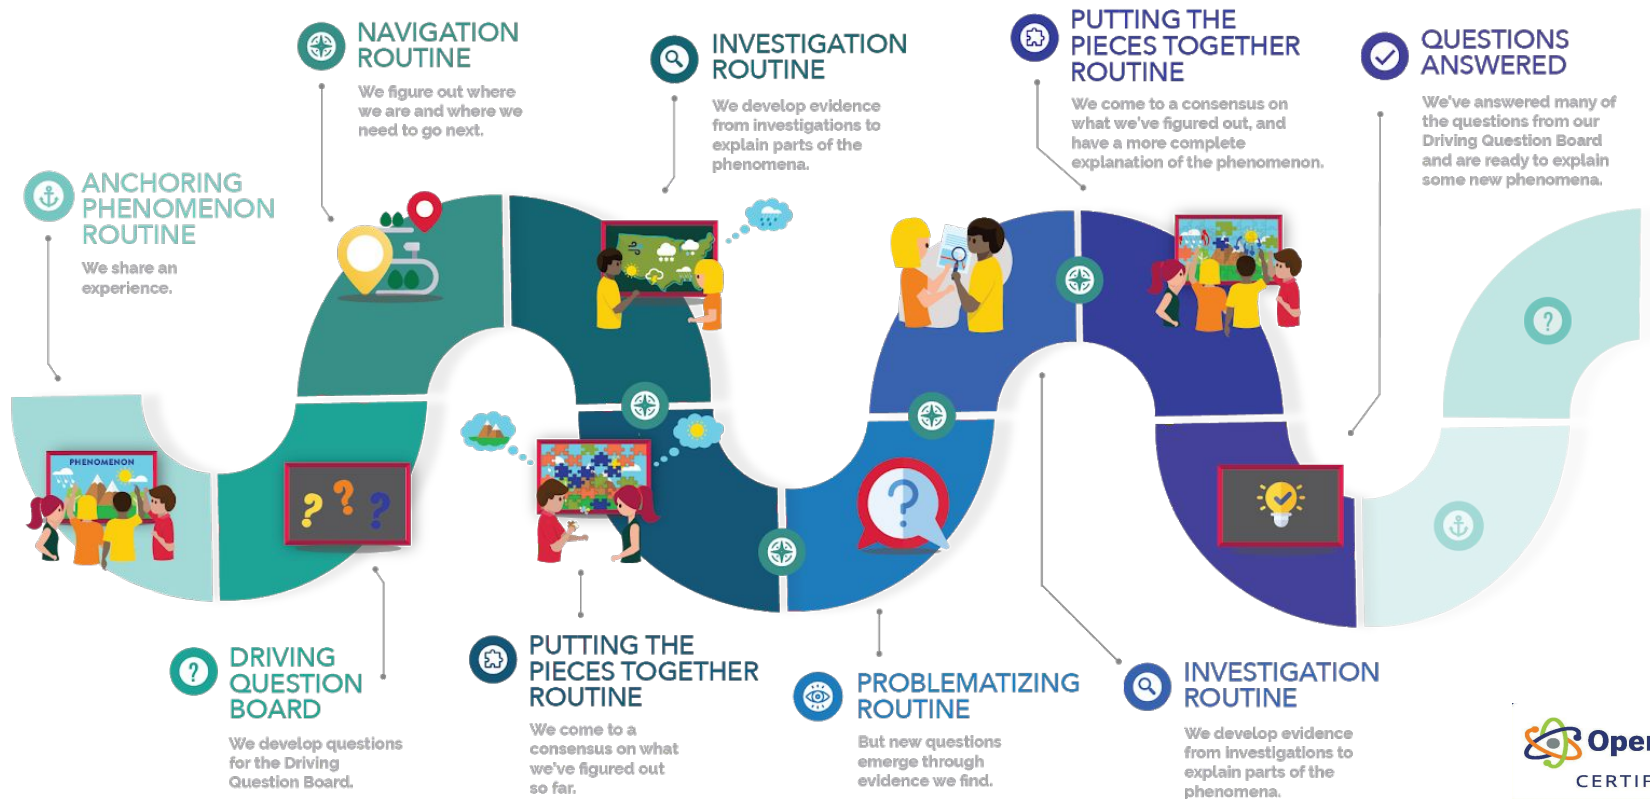 ANCHORING
PHENOMENON
ROUTINE
We share an
experience.
PHENOMENON
DRIVING
QUESTION
BOARD
We develop questions
for the Driving
Question Board.
NAVIGATION
ROUTINE
We figure out where
we are and where we
need to go next.
INVESTIGATION
ROUTINE
We develop evidence
from investigations to
explain parts of the
phenomena.
PUTTING THE
PIECES TOGETHER
ROUTINE
We come to a
consensus on what
we've figured out
so far.
PROBLEMATIZING
ROUTINE
But new questions
emerge through
evidence we find.
INVESTIGATION
ROUTINE
We develop evidence
from investigations to
explain parts of the
phenomena.
PUTTING THE
PIECES TOGETHER
ROUTINE
We come to a consensus on
what we've figured out, and
have a more complete
explanation of the phenomenon.
QUESTIONS
ANSWERED
We've answered many of
the questions from our
Driving Question Board
and are ready to explain
some new phenomena.
Oper
CERTIF